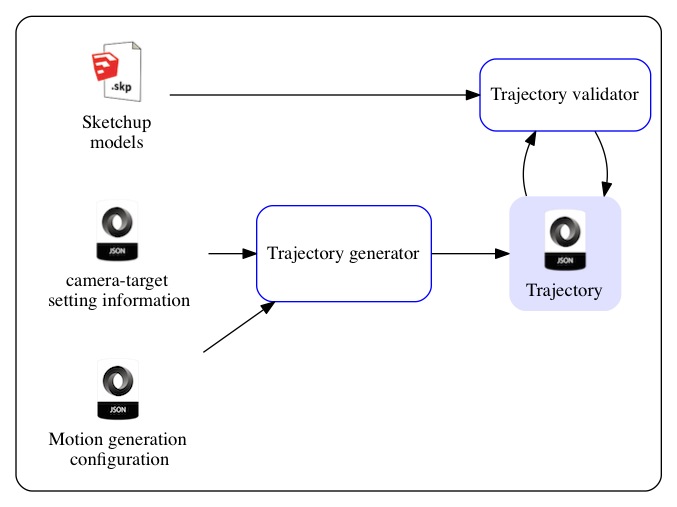 .skp
Sketchup
models
Trajectory validator
JSON
camera-target
setting information
Trajectory generator
JSON
Trajectory
JSON
Motion generation
configuration